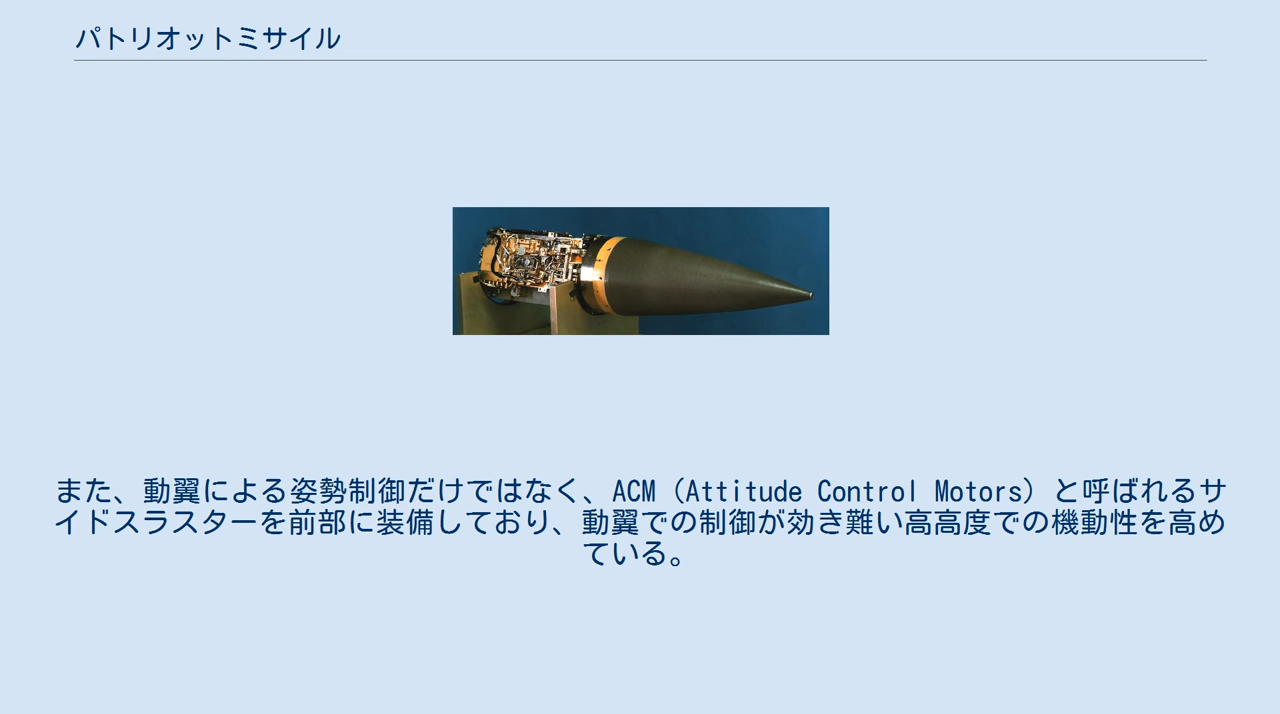 パトリオットミサイル
また、動翼による姿勢制御だけではなく、ACM（Attitude Control Motors）と呼ばれるサ
イドスラスターを前部に装備しており、動翼での制御が効き難い高高度での機動性を高め
ている。